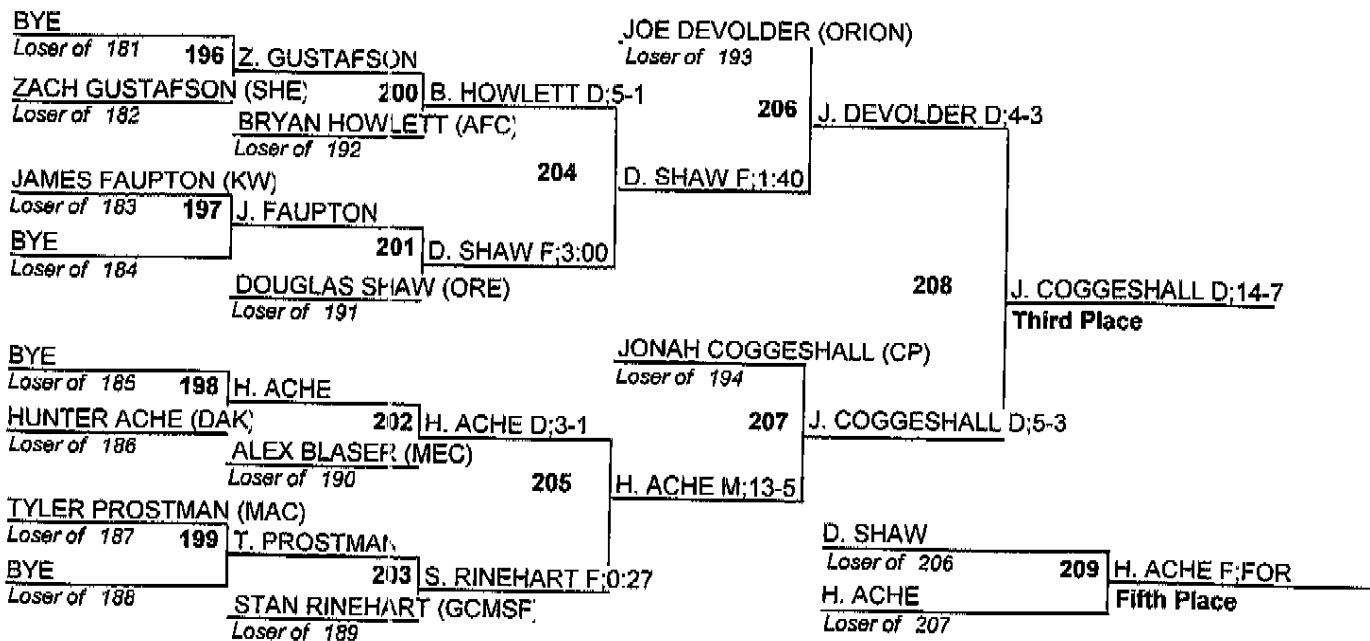 BYE
Loser of 181
196
Z. GUSTAFSON
ZACH GUSTAFSON (SHE)
Loser of 182
200
B. HOWLETT D;5-1
BRYAN HOWLETT (AFC)
Loser of 192
JAMES FAUPTON (KW)
Loser of 183
197
J. FAUPTON
BYE
Loser of 184
201
D. SHAW F;3:00
DOUGLAS SHAW (ORE)
Loser of 191
204
D. SHAW F;1:40
JOE DEVOLDER (ORION)
Loser of 193
206
J. DEVOLDER D;4-3
BYE
Loser of 185
198
H. ACHE
HUNTER ACHE (DAK)
Loser of 186
202
H. ACHE D;3-1
ALEX BLASER (MEC)
Loser of 190
TYLER PROSTMAN (MAC)
Loser of 187
199
T. PROSTMAN
BYE
Loser of 188
203
S. RINEHART F;0:27
STAN RINEHART (GCMSF)
Loser of 189
205
H. ACHE M;13-5
JONAH COGGESHALL (CP)
Loser of 194
207
J. COGGESHALL D;5-3
208
J. COGGESHALL D;14-7
Third Place
D. SHAW
Loser of 206
209
H. ACHE F;FOR
Fifth Place
H. ACHE
Loser of 207